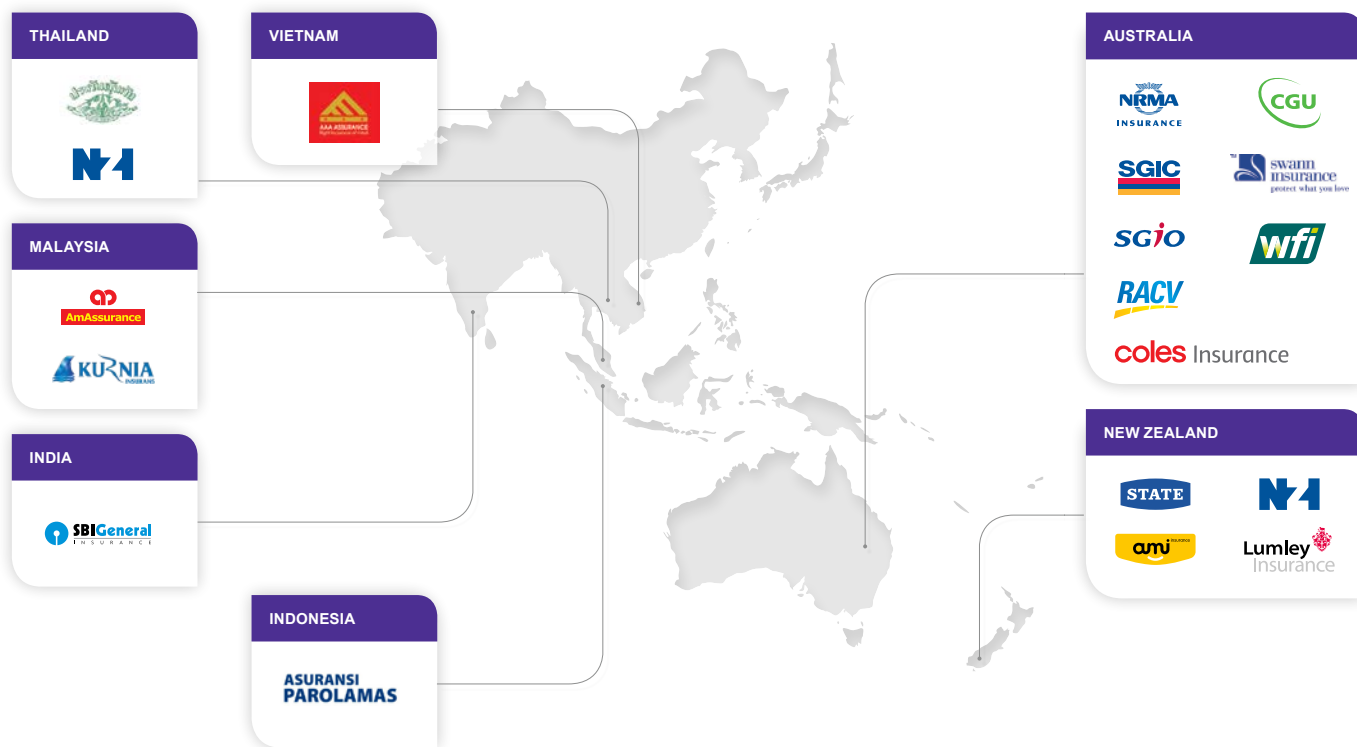 THAILAND
NZI
VIETNAM
AAA ASSURANCE
MALAYSIA
AmAssurance
KURNIA
INSURANS
INDIA
SBIGeneral
INSURANCE
INDONESIA
ASURANSI
PAROLAMAS
AUSTRALIA
NRMA
INSURANCE
CGU
SGIC
TM
swann
insurance
protect what you love
SGiO
wfi
RACV
coles Insurance
NEW ZEALAND
STATE
NZI
ami insurance
Lumley
Insurance